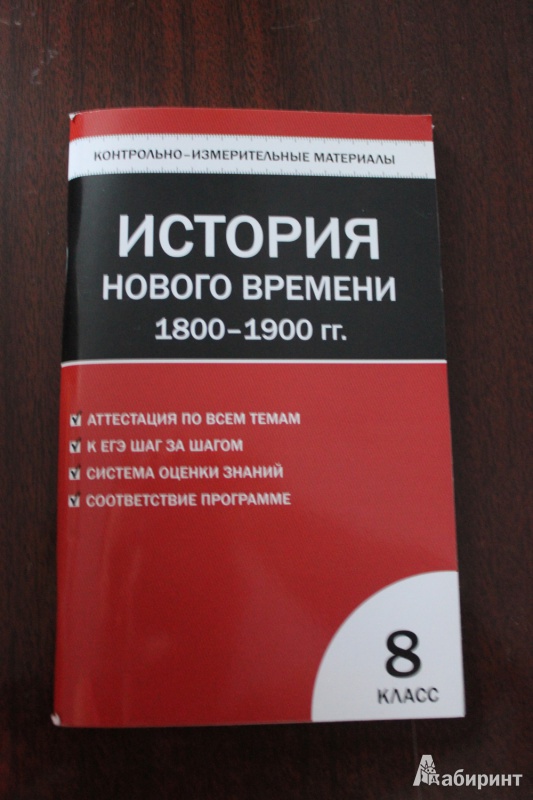 КОНТРОЛЬНО-ИЗМЕРИТЕЛЬНЫЕ МАТЕРИАЛЫ
ИСТОРИЯ
НОВОГО ВРЕМЕНИ
1800–1900 гг.
АТТЕСТАЦИЯ ПО ВСЕМ ТЕМАМ
К ЕГЭ ШАГ ЗА ШАГОМ
СИСТЕМА ОЦЕНКИ ЗНАНИЙ
СООТВЕТСТВИЕ ПРОГРАММЕ
8
КЛАСС
Лабиринт